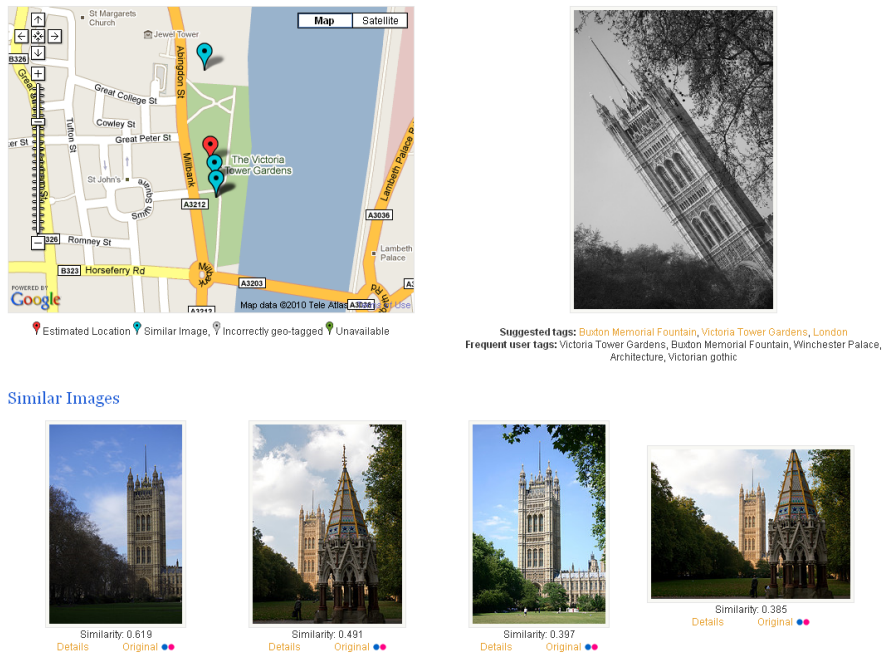 Map Satellite
St Margarets
Church
Jewel Tower
B326
Abingdon St
Great College St
Cowley St
Great Peter St
Tufton St
St John's
Smith Square
Millbank
The Victoria
Tower Gardens
Lambeth Palace R
A3212
A3036
Romney St
Lambeth
Palace
B323
Horseferry Rd
A3203
A3036
A3212
POWERED BY
Google
Map data ©2010 Tele Atlas
Estimated Location Similar Image, Incorrectly geo-tagged Unavailable
Suggested tags: Buxton Memorial Fountain, Victoria Tower Gardens, London
Frequent user tags: Victoria Tower Gardens, Buxton Memorial Fountain, Winchester Palace,
Architecture, Victorian gothic
Similar Images
Similarity: 0.619
Details Original
Similarity: 0.491
Details Original
Similarity: 0.397
Details Original
Similarity: 0.385
Details Original